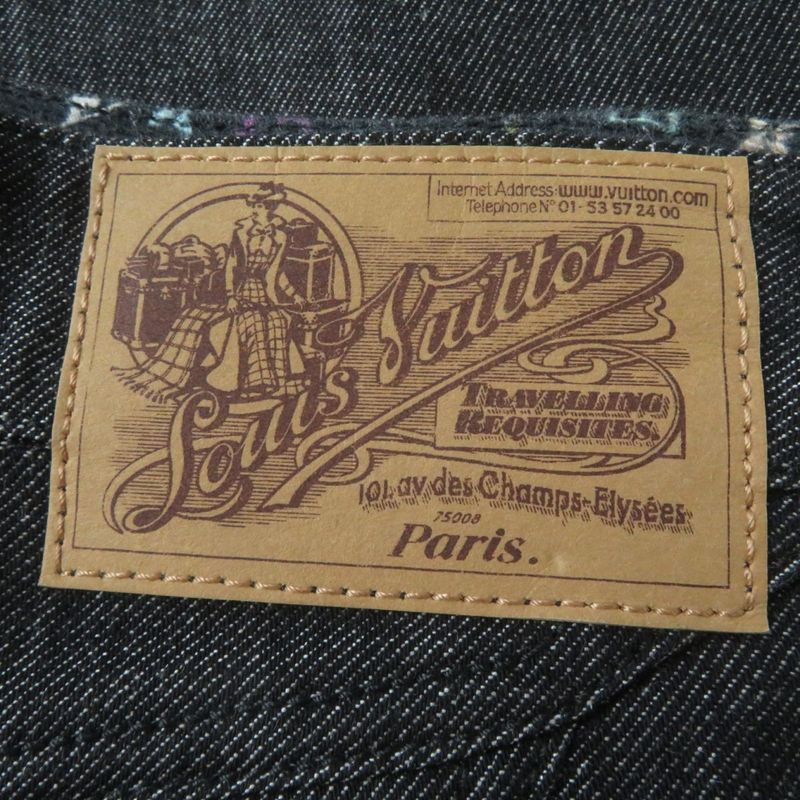 Internet Address: www.vuitton.com
Telephone N° 01- 53 57 24 00
Louis Vuitton
TRAVELLING
REQUISITES.
101, av des Champs-Elysées
75008
Paris.